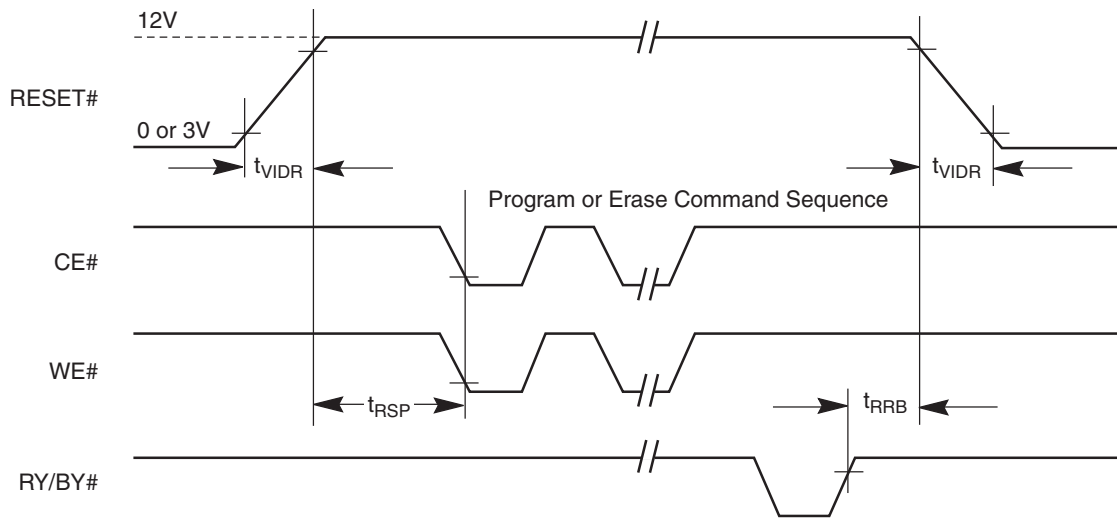 12V
RESET#
0 or 3V
tVIDR
tVIDR
Program or Erase Command Sequence
CE#
WE#
tRSP
tRRB
RY/BY#